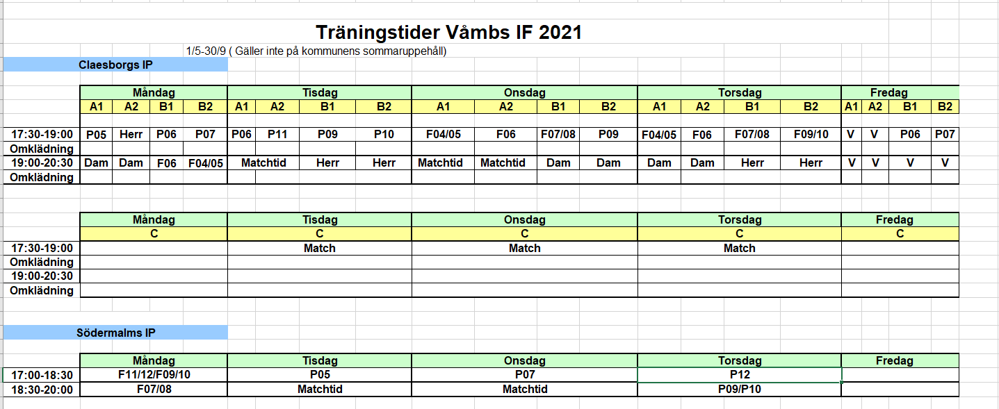 Träningstider Våmbs IF 2021
1/5-30/9 ( Gäller inte på kommunens sommaruppehåll)
Claesborgs IP
Måndag Tisdag Onsdag Torsdag Fredag
A1 A2 B1 B2 A1 A2 B1 B2 A1 A2 B1 B2 A1 A2 B1 B2 A1 A2 B1 B2
17:30-19:00 P05 Herr P06 P07 P06 P11 P09 P10 F04/05 F06 F07/08 P09 F04/05 F06 F07/08 F09/10 V V P06 P07
Omklädning
19:00-20:30 Dam Dam F06 F04/05 Matchtid Herr Herr Matchtid Matchtid Dam Dam Dam Dam Herr Herr V V V V
Omklädning
Måndag Tisdag Onsdag Torsdag Fredag
C C C C C
17:30-19:00 Match Match Match
Omklädning
19:00-20:30
Omklädning
Södermalms IP
Måndag Tisdag Onsdag Torsdag Fredag
17:00-18:30 F11/12/F09/10 P05 P07 P12
18:30-20:00 F07/08 Matchtid Matchtid P09/P10